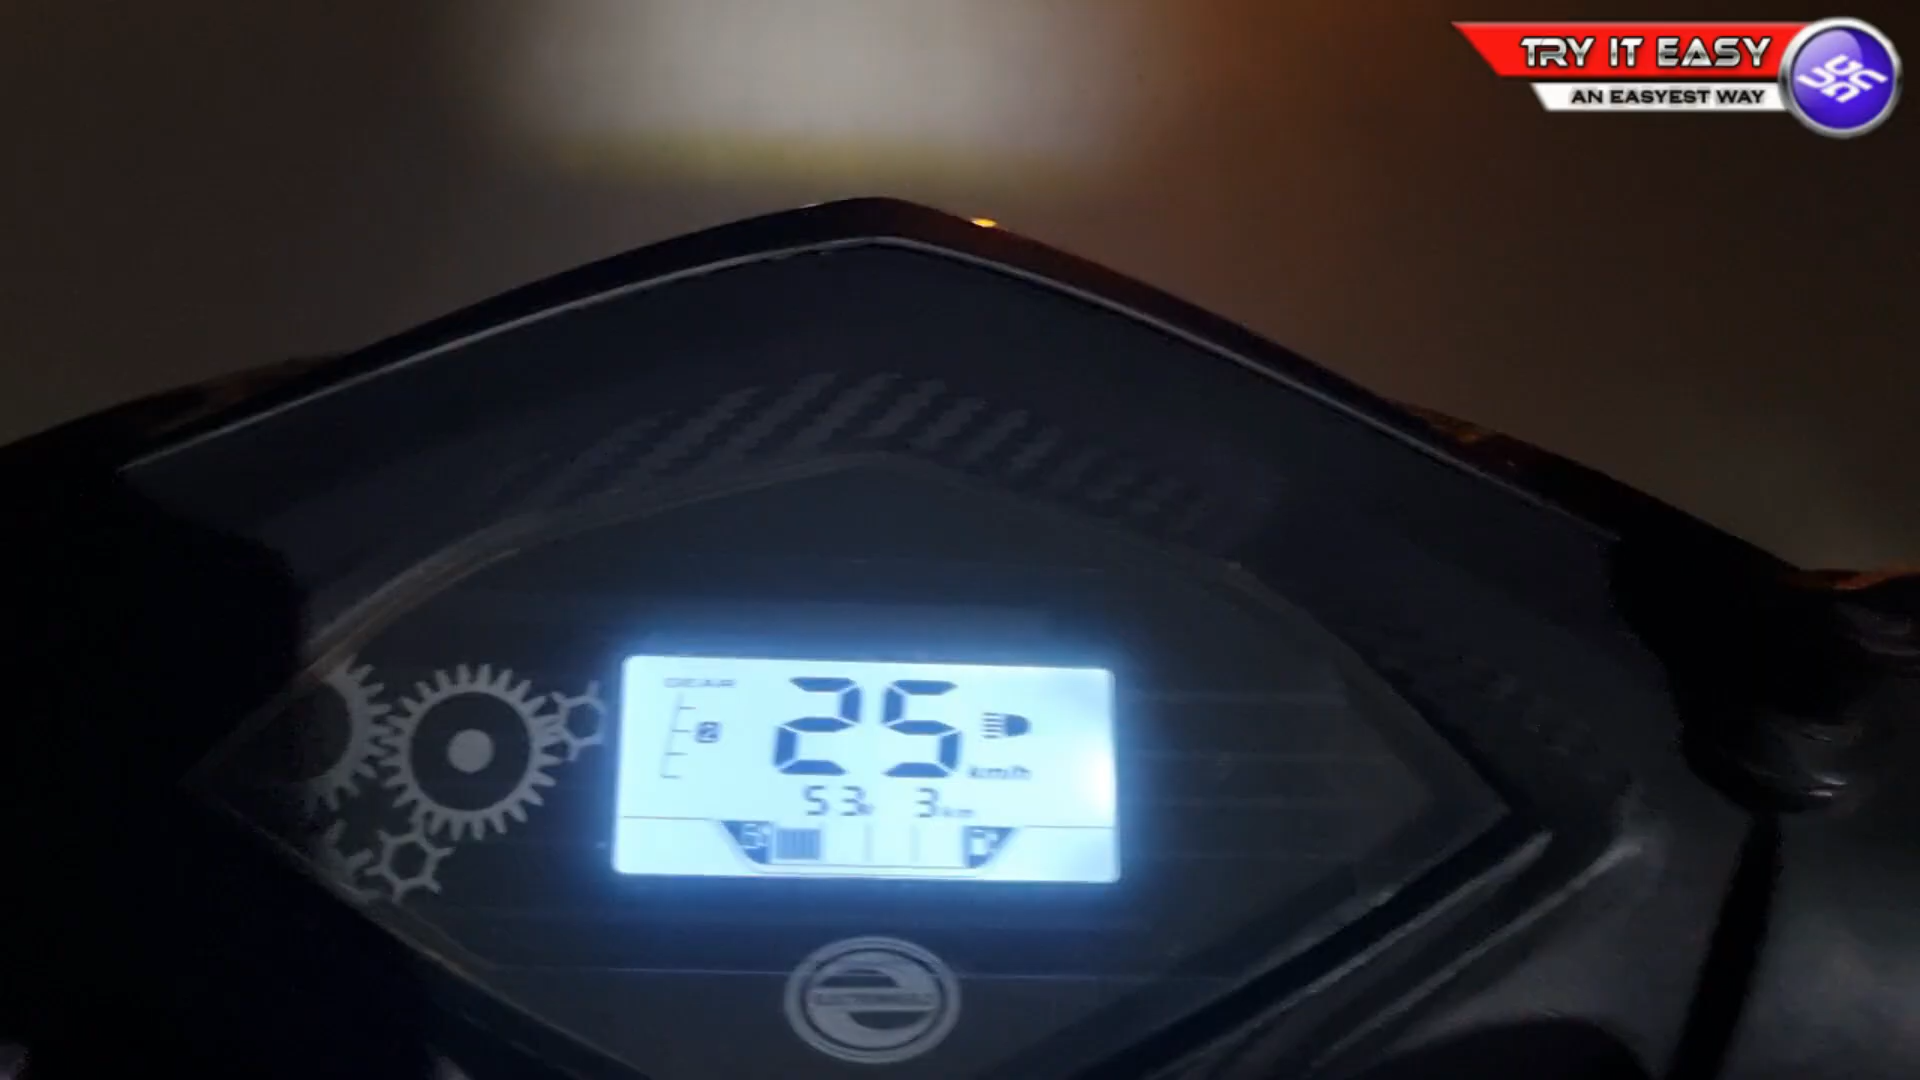 TRY IT EASY
AN EASYEST WAY
GEAR
2
25
km/h
53
3km